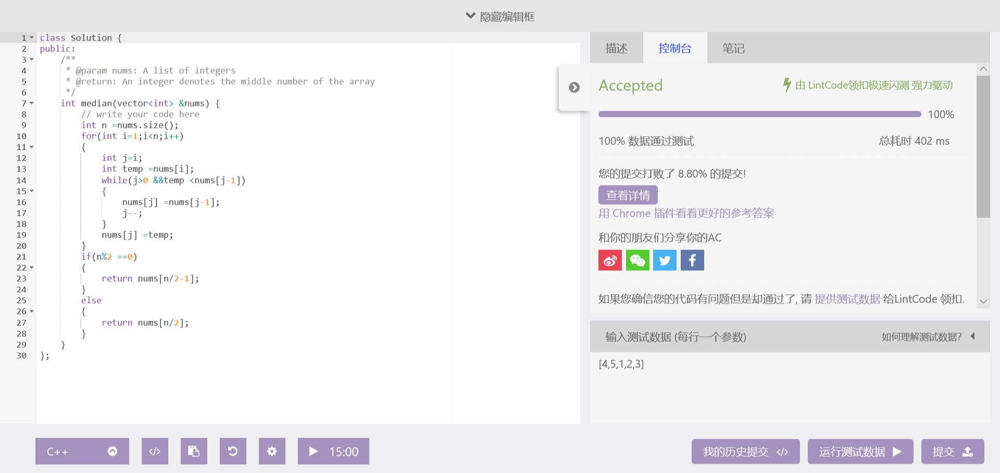 隐藏编辑框
1 class Solution {
2 public:
3     /**
4      * @param nums: A list of integers
5      * @return: An integer denotes the middle number of the array
6      */
7     int median(vector<int> &nums) {
8         // write your code here
9         int n =nums.size();
10         for(int i=1;i<n;i++)
11         {
12             int j=i;
13             int temp =nums[i];
14             while(j>0 &&temp <nums[j-1])
15             {
16                 nums[j] =nums[j-1];
17                 j--;
18             }
19             nums[j] =temp;
20         }
21         if(n%2 ==0)
22         {
23             return nums[n/2-1];
24         }
25         else
26         {
27             return nums[n/2];
28         }
29     }
30 };
描述 控制台 笔记
Accepted 由 LintCode领扣极速闪测 强力驱动
100%
100% 数据通过测试 总耗时 402 ms
您的提交打败了 8.80% 的提交!
查看详情
用 Chrome 插件看看更好的参考答案
和你的朋友们分享你的AC
如果您确信您的代码有问题但是却通过了, 请 提供测试数据 给LintCode 领扣.
输入测试数据 (每行一个参数) 如何理解测试数据?
[4,5,1,2,3]
C++ </> 15:00 我的历史提交 </> 运行测试数据 提交